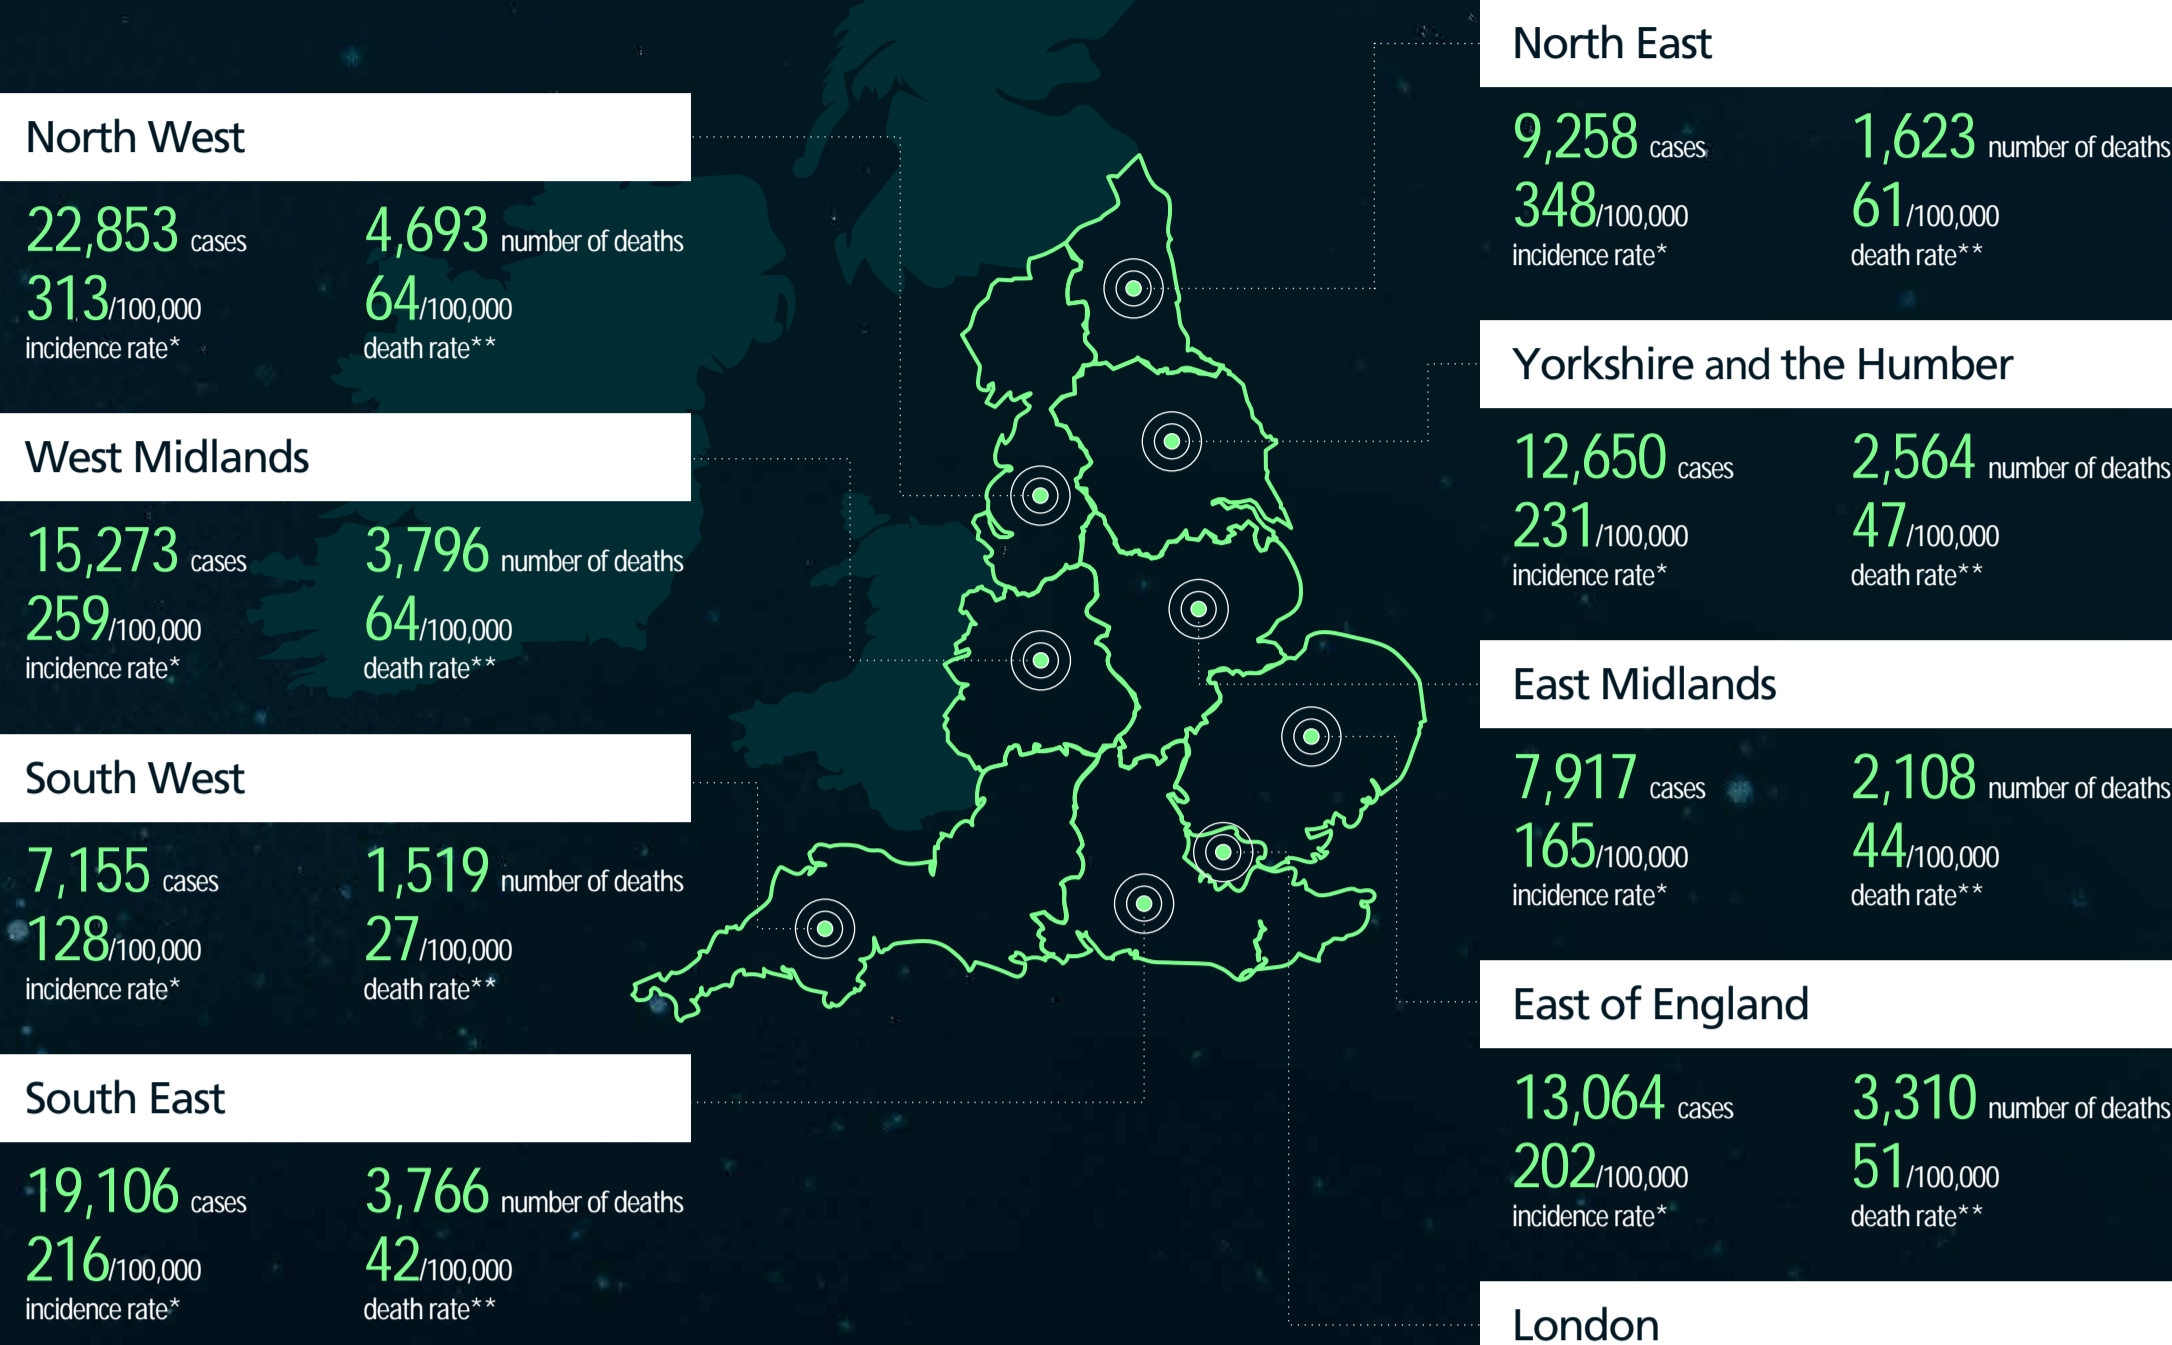 North West
22,853 cases 4,693 number of deaths
313/100,000 64/100,000
incidence rate* death rate**
West Midlands
15,273 cases 3,796 number of deaths
259/100,000 64/100,000
incidence rate* death rate**
South West
7,155 cases 1,519 number of deaths
128/100,000 27/100,000
incidence rate* death rate**
South East
19,106 cases 3,766 number of deaths
216/100,000 42/100,000
incidence rate* death rate**
North East
9,258 cases 1,623 number of deaths
348/100,000 61/100,000
incidence rate* death rate**
Yorkshire and the Humber
12,650 cases 2,564 number of deaths
231/100,000 47/100,000
incidence rate* death rate**
East Midlands
7,917 cases 2,108 number of deaths
165/100,000 44/100,000
incidence rate* death rate**
East of England
13,064 cases 3,310 number of deaths
202/100,000 51/100,000
incidence rate* death rate**
London